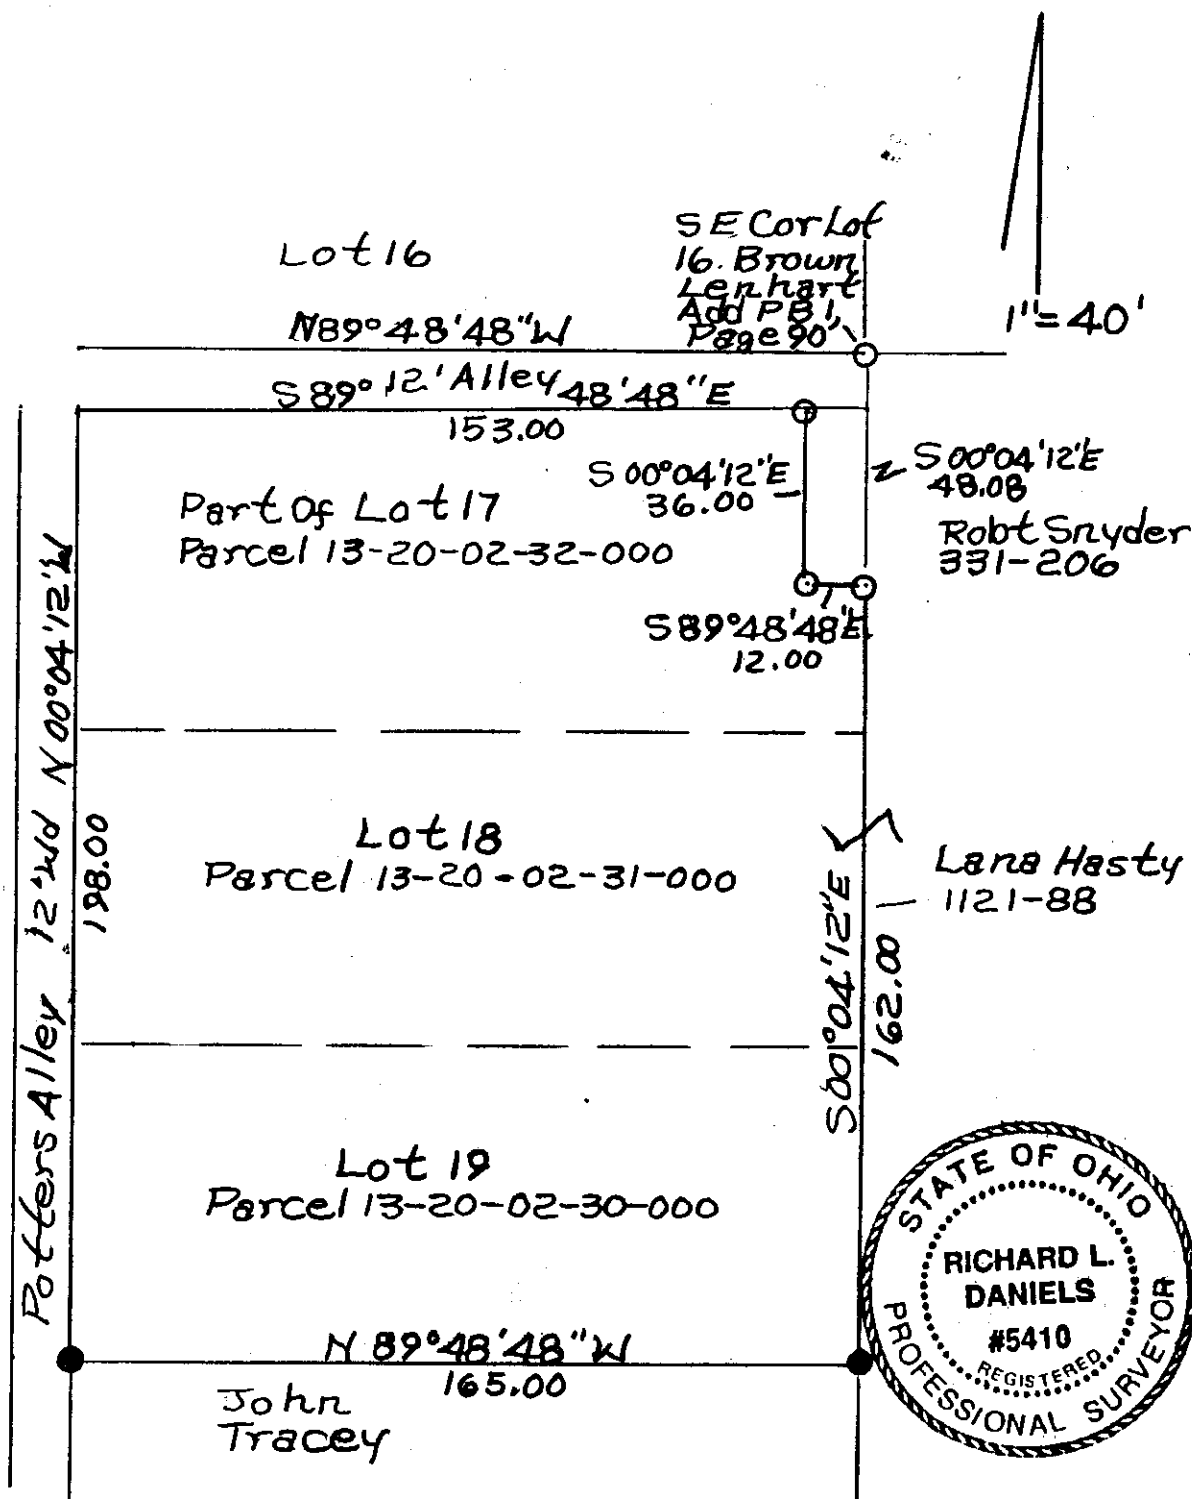 Lot 16
S E Cor Lot
16. Brown
Lenhart
Add PB 1,
Page 90
1"=40'
N89°48'48"W
S 89° 12' Alley 48'48"E
153.00
S 00°04'12"E
36.00
S 00°04'12"E
48.08
Robt Snyder
331-206
Part Of Lot 17
Parcel 13-20-02-32-000
S 89°48'48"E
12.00
N 00°04'12"W
198.00
Potters Alley 12' Wd
Lot 18
Parcel 13-20-02-31-000
Lana Hasty
1121-88
S00°04'12"E
162.00
Lot 19
Parcel 13-20-02-30-000
N 89°48'48"W
165.00
John
Tracey
STATE OF OHIO
RICHARD L.
DANIELS
#5410
REGISTERED
PROFESSIONAL SURVEYOR